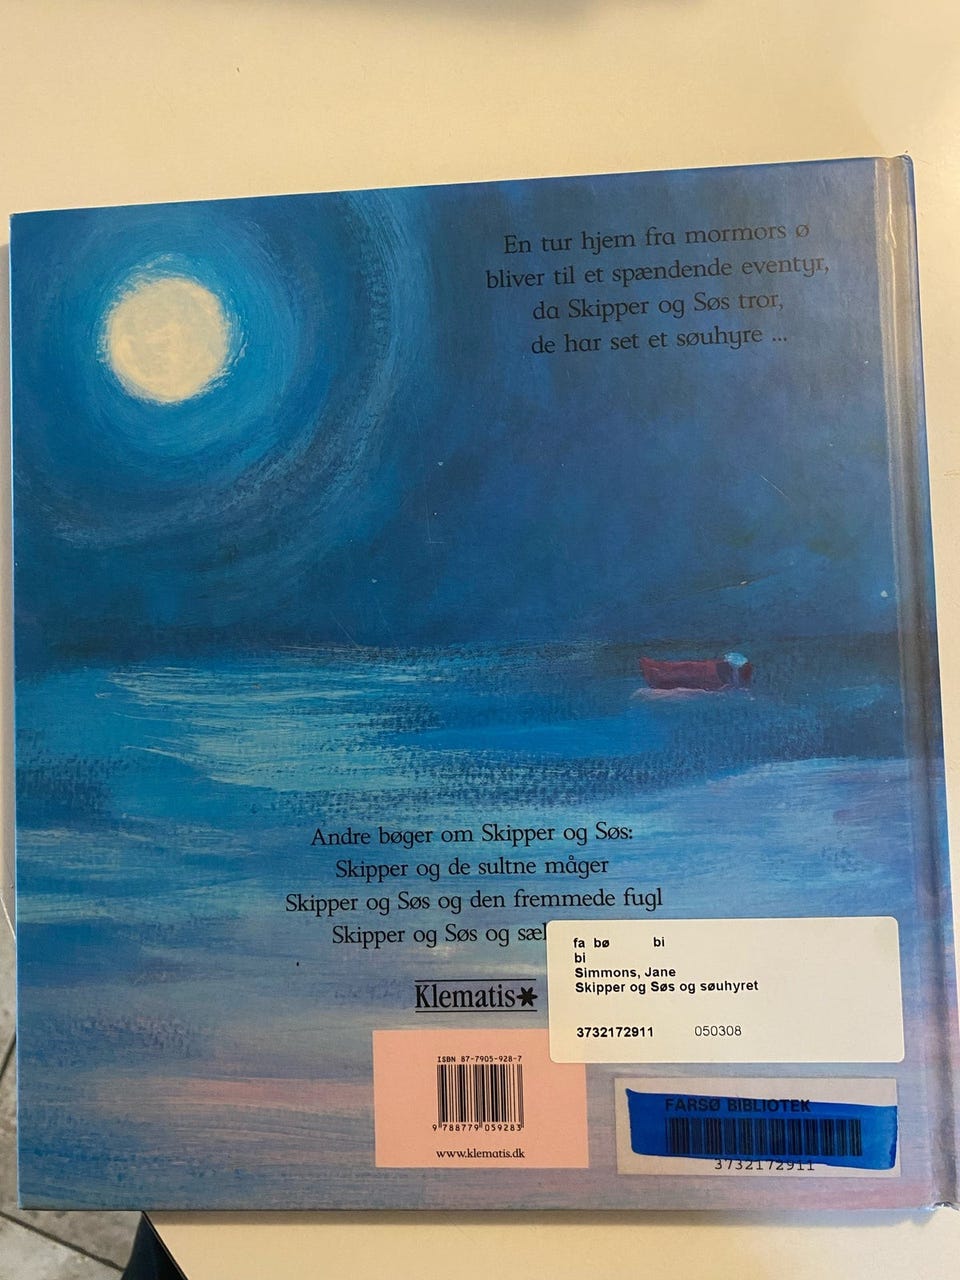 En tur hjem fra mormors ø
bliver til et spændende eventyr,
da Skipper og Søs tror,
de har set et søuhyre ...
Andre bøger om Skipper og Søs:
Skipper og de sultne måger
Skipper og Søs og den fremmede fugl
Skipper og Søs og sæl
Klematis
fa bø bi
bi
Simmons, Jane
Skipper og Søs og søuhyret
3732172911 050308
ISBN 87-7905-928-7
9 788779 059283
www.klematis.dk
FARSØ BIBLIOTEK
3732172911